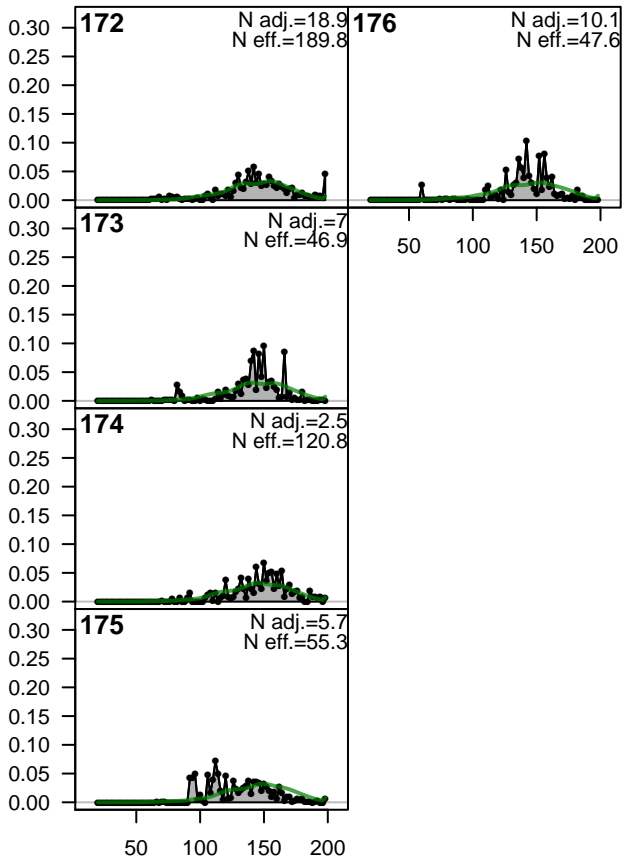 0.30
0.25
0.20
0.15
0.10
0.05
0.00
172
N adj.=18.9
N eff.=189.8
176
N adj.=10.1
N eff.=47.6
50 100 150 200
0.30
0.25
0.20
0.15
0.10
0.05
0.00
173
N adj.=7
N eff.=46.9
0.30
0.25
0.20
0.15
0.10
0.05
0.00
174
N adj.=2.5
N eff.=120.8
0.30
0.25
0.20
0.15
0.10
0.05
0.00
175
N adj.=5.7
N eff.=55.3
50 100 150 200